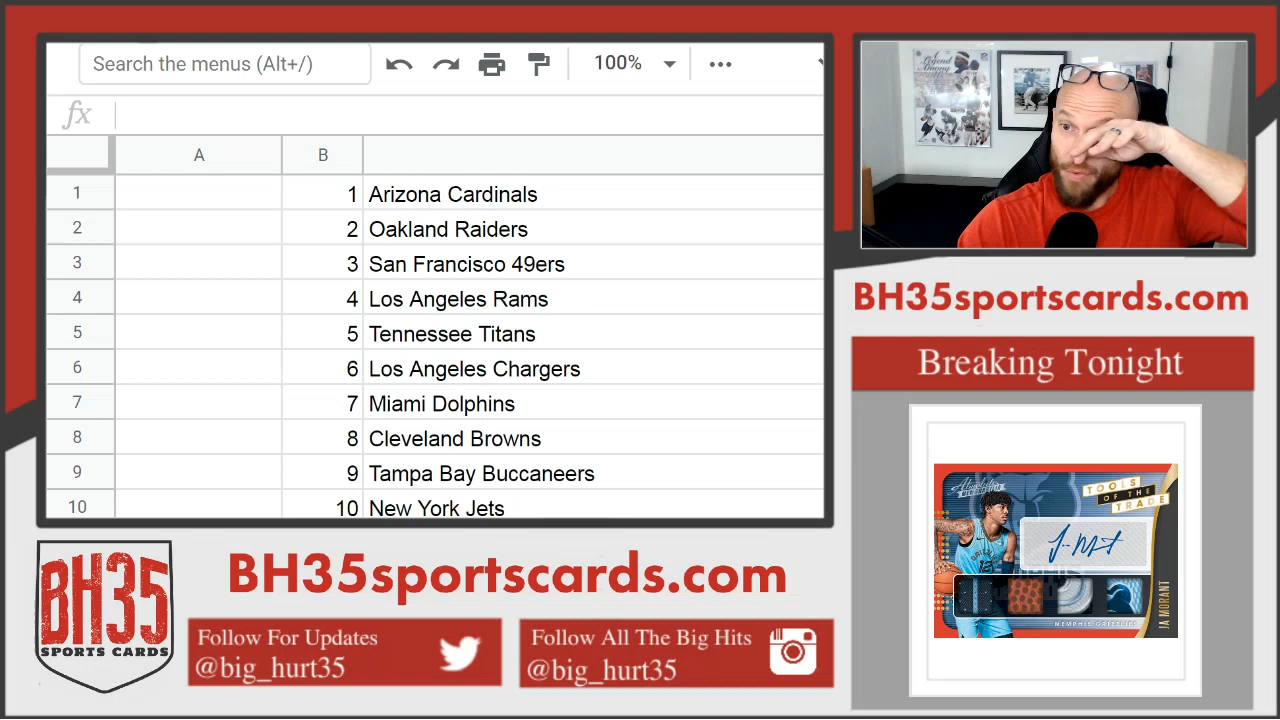 Search the menus (Alt+/)
100%
fx
A
B
1
1 Arizona Cardinals
2
2 Oakland Raiders
3
3 San Francisco 49ers
4
4 Los Angeles Rams
5
5 Tennessee Titans
6
6 Los Angeles Chargers
7
7 Miami Dolphins
8
8 Cleveland Browns
9
9 Tampa Bay Buccaneers
10
10 New York Jets
BH35sportscards.com
Breaking Tonight
Absolute
TOOLS
OF THE
TRADE
JA MORANT
MEMPHIS GRIZZLIES
BH35
SPORTS CARDS
BH35sportscards.com
Follow For Updates
@big_hurt35
Follow All The Big Hits
@big_hurt35